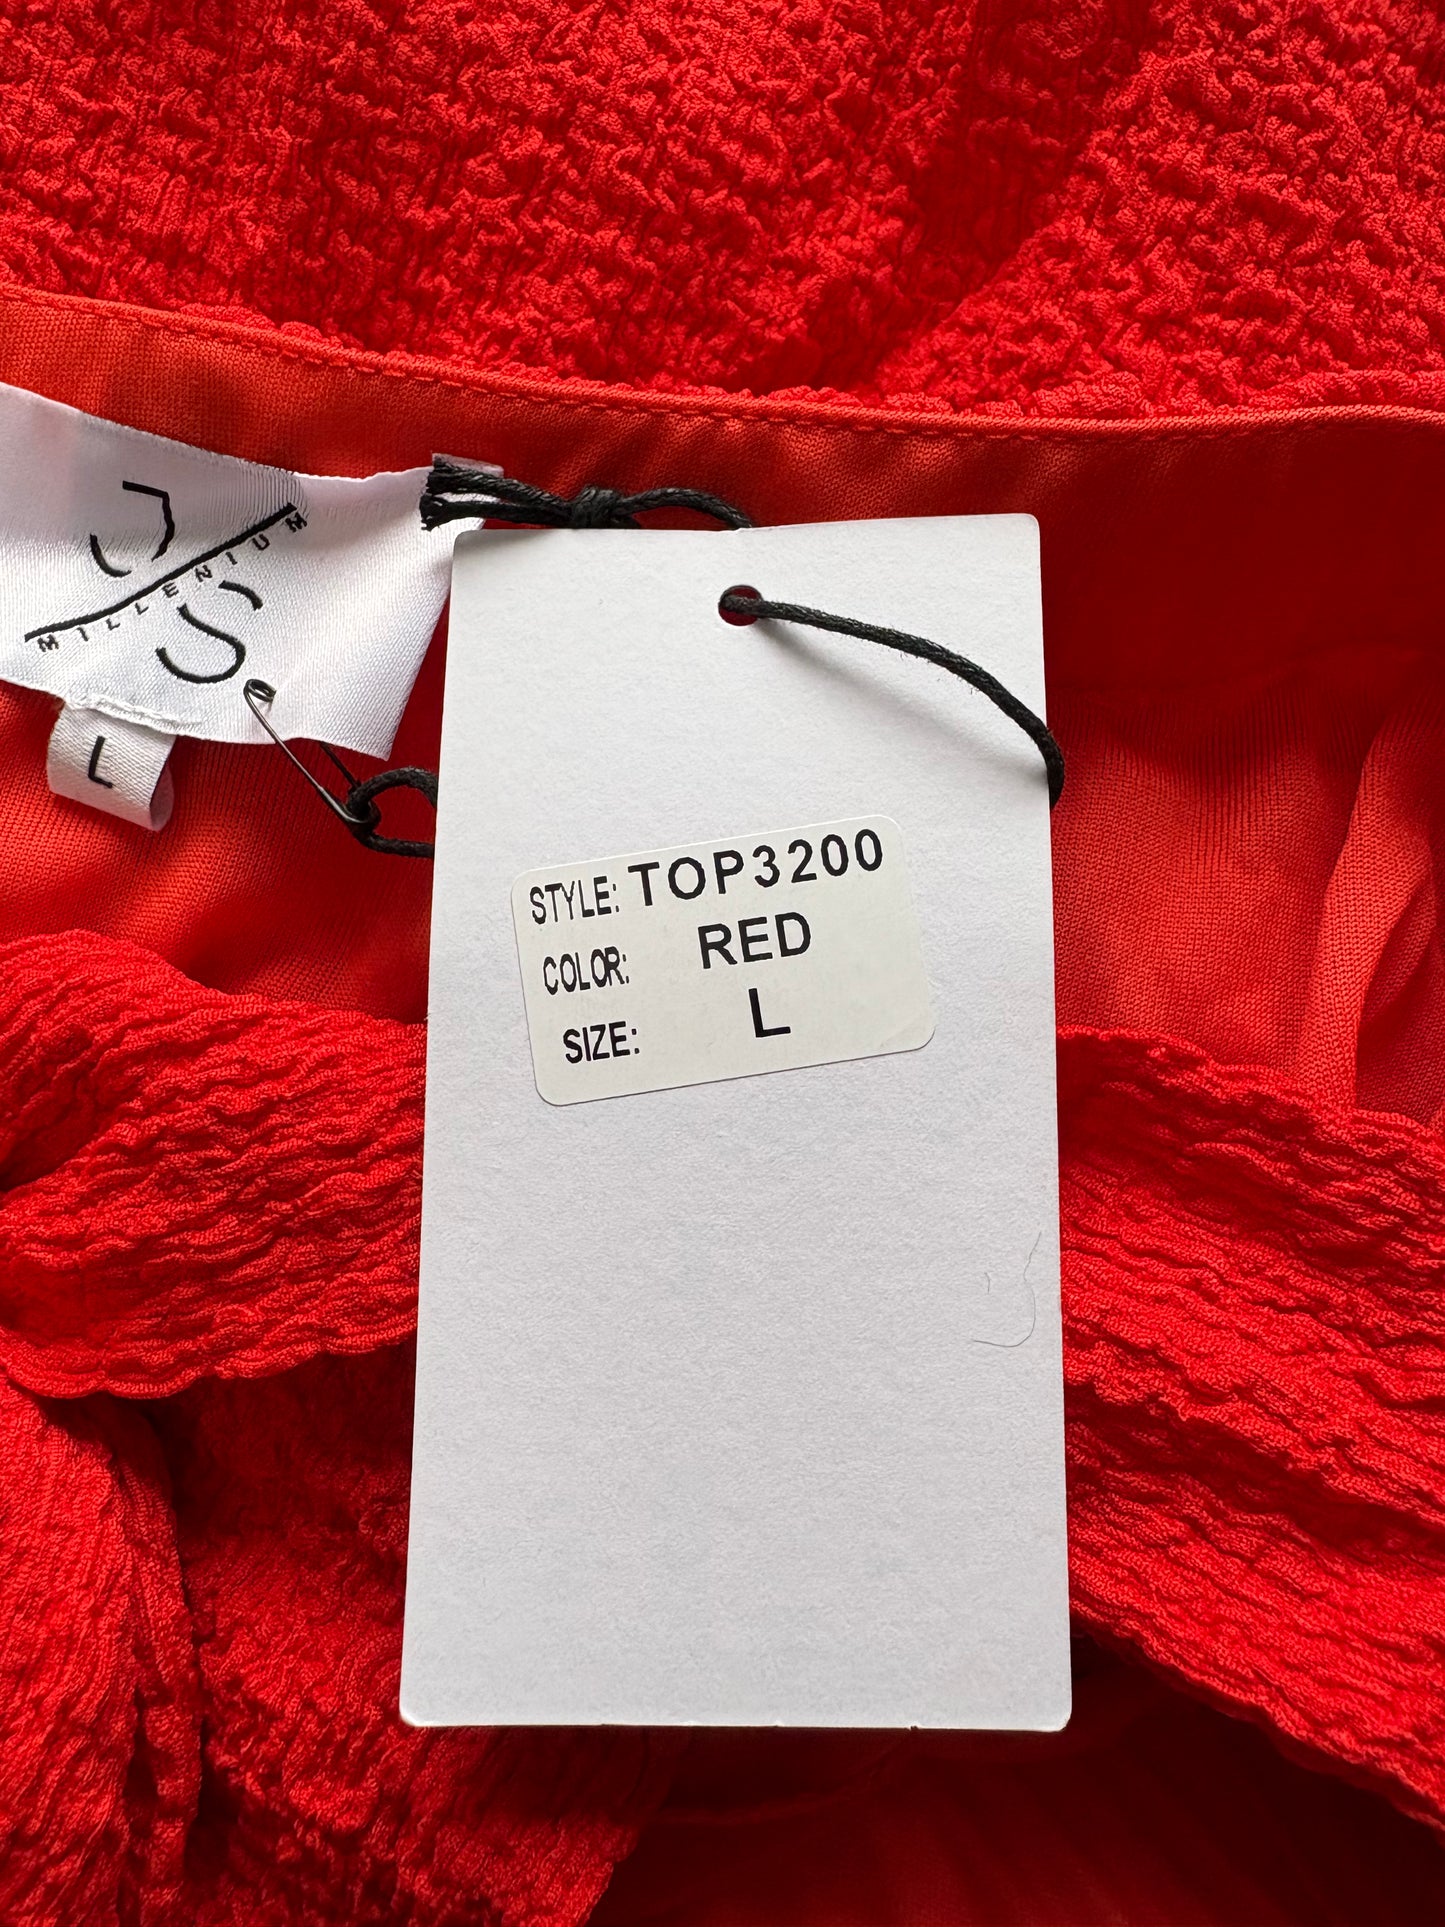 J
MILLENIUM
S
L
STYLE: TOP3200
COLOR: RED
SIZE: L